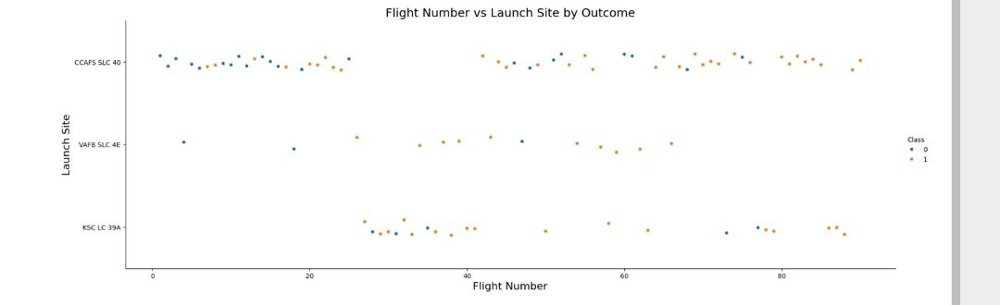 Flight Number vs Launch Site by Outcome
CCAFS SLC 40
VAFB SLC 4E
KSC LC 39A
Launch Site
0 20 40 60 80
Flight Number
Class
0
1